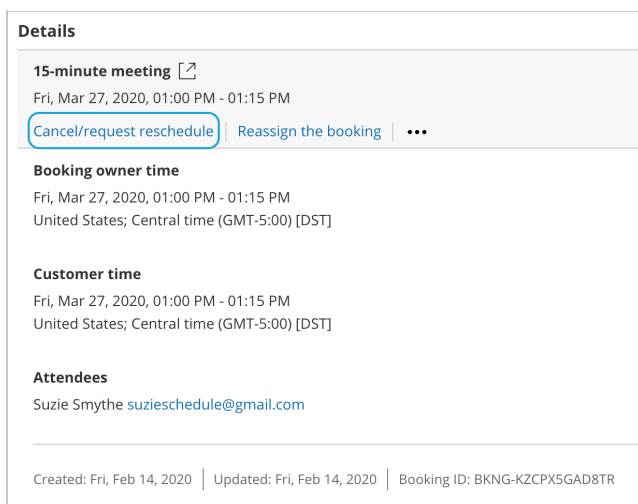 Details
15-minute meeting
Fri, Mar 27, 2020, 01:00 PM - 01:15 PM
Cancel/request reschedule | Reassign the booking | •••
Booking owner time
Fri, Mar 27, 2020, 01:00 PM - 01:15 PM
United States; Central time (GMT-5:00) [DST]
Customer time
Fri, Mar 27, 2020, 01:00 PM - 01:15 PM
United States; Central time (GMT-5:00) [DST]
Attendees
Suzie Smythe suzieschedule@gmail.com
Created: Fri, Feb 14, 2020 | Updated: Fri, Feb 14, 2020 | Booking ID: BKNG-KZCPX5GAD8TR